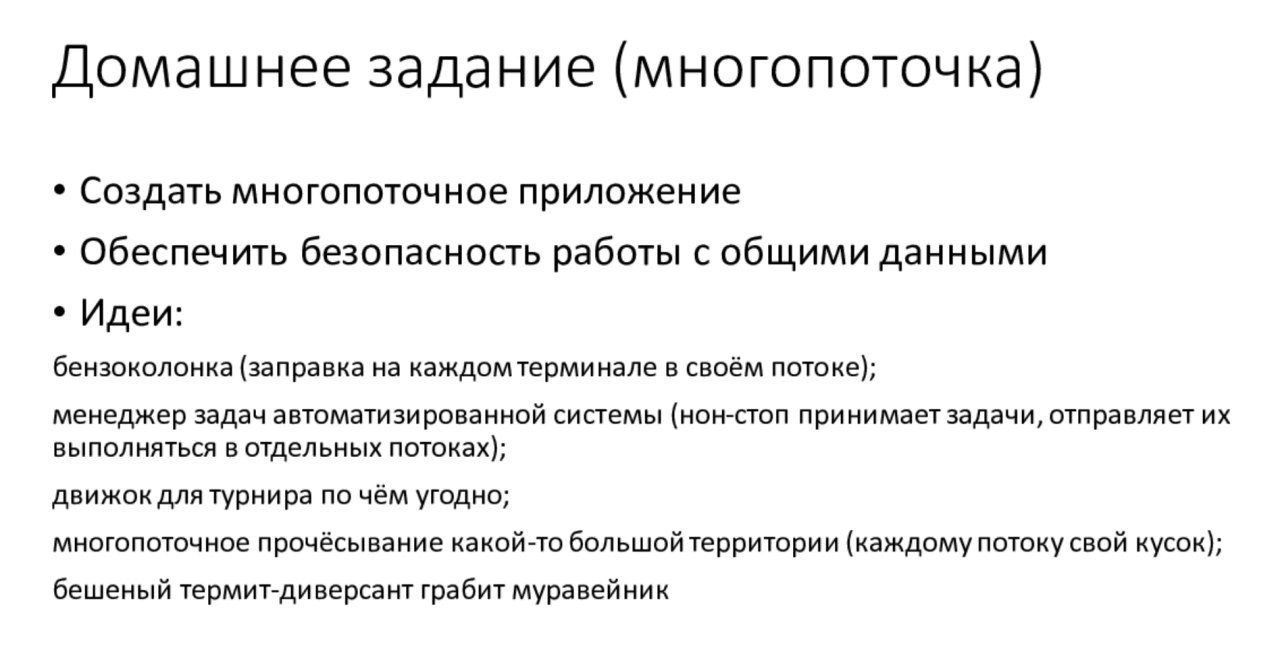 Домашнее задание (многопоточка)
• Создать многопоточное приложение
• Обеспечить безопасность работы с общими данными
• Идеи:
бензоколонка (заправка на каждом терминале в своём потоке);
менеджер задач автоматизированной системы (нон-стоп принимает задачи, отправляет их
выполняться в отдельных потоках);
движок для турнира по чём угодно;
многопоточное прочёсывание какой-то большой территории (каждому потоку свой кусок);
бешеный термит-диверсант грабит муравейник